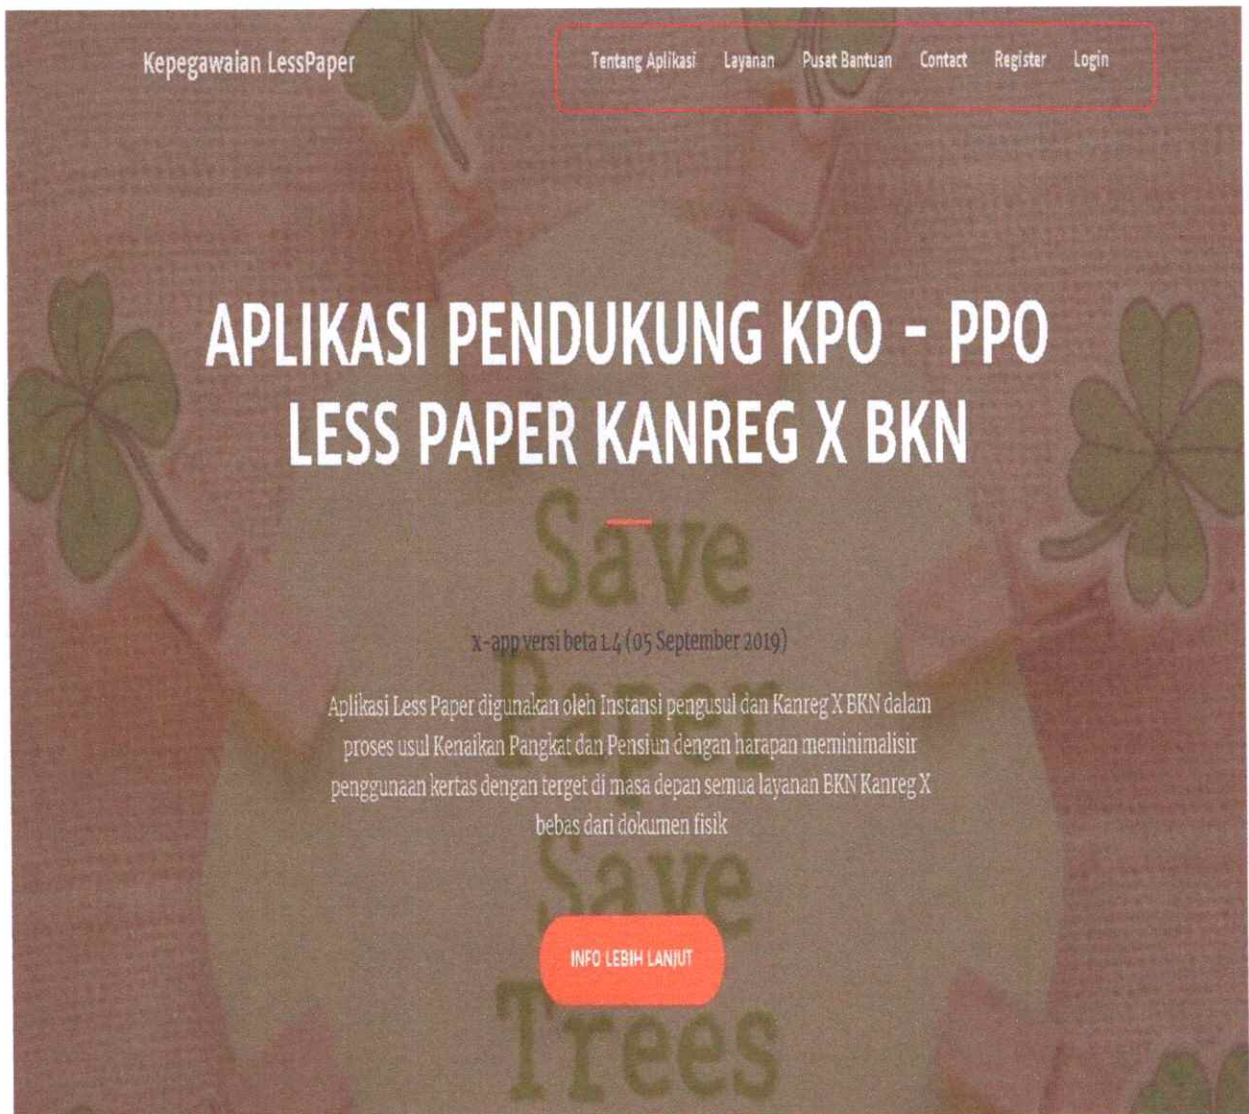 Kepegawaian LessPaper
Tentang Aplikasi Layanan Pusat Bantuan Contact Register Login
APLIKASI PENDUKUNG KPO - PPO
LESS PAPER KANREG X BKN
Save
x-app versi beta 1.4 (05 September 2019)
Paper
Aplikasi Less Paper digunakan oleh Instansi pengusul dan Kanreg X BKN dalam
proses usul Kenaikan Pangkat dan Pensiun dengan harapan meminimalisir
penggunaan kertas dengan terget di masa depan semua layanan BKN Kanreg X
bebas dari dokumen fisik
Save
INFO LEBIH LANJUT
Trees